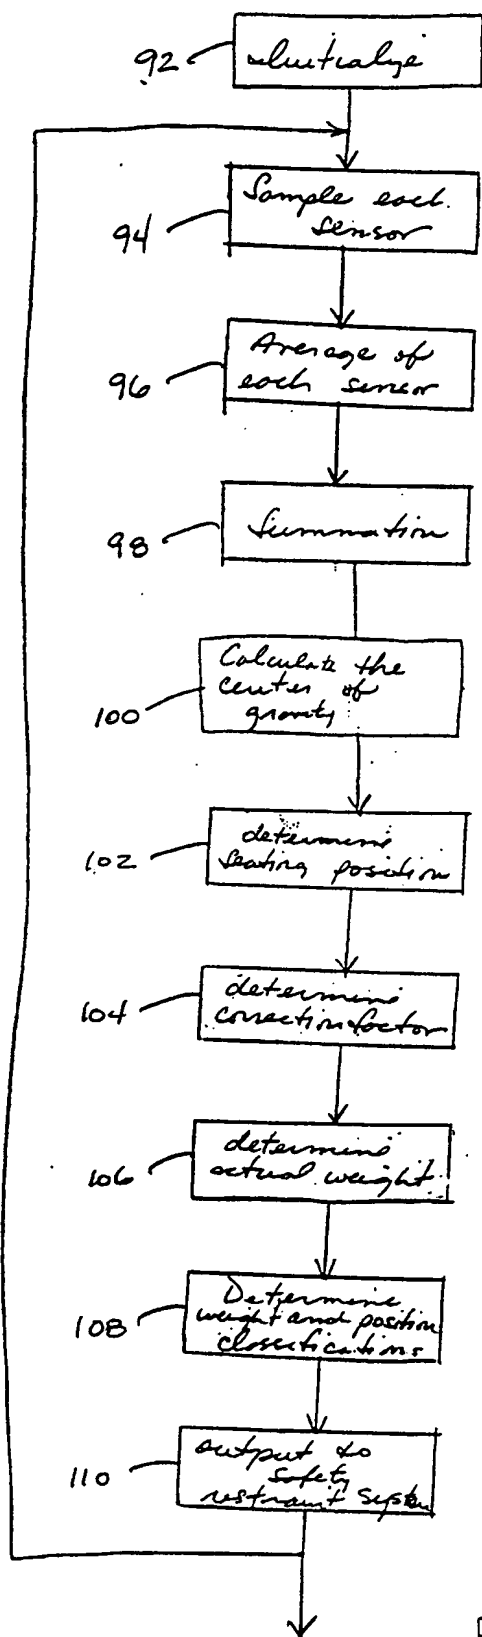 92
Initialize
94
Sample each
sensor
96
Average of
each sensor
98
Summation
100
Calculate the
center of
gravity
102
determine
seating position
104
determine
correction factor
106
determine
actual weight
108
Determine
weight and position
classifications
110
output to
safety
restraint system